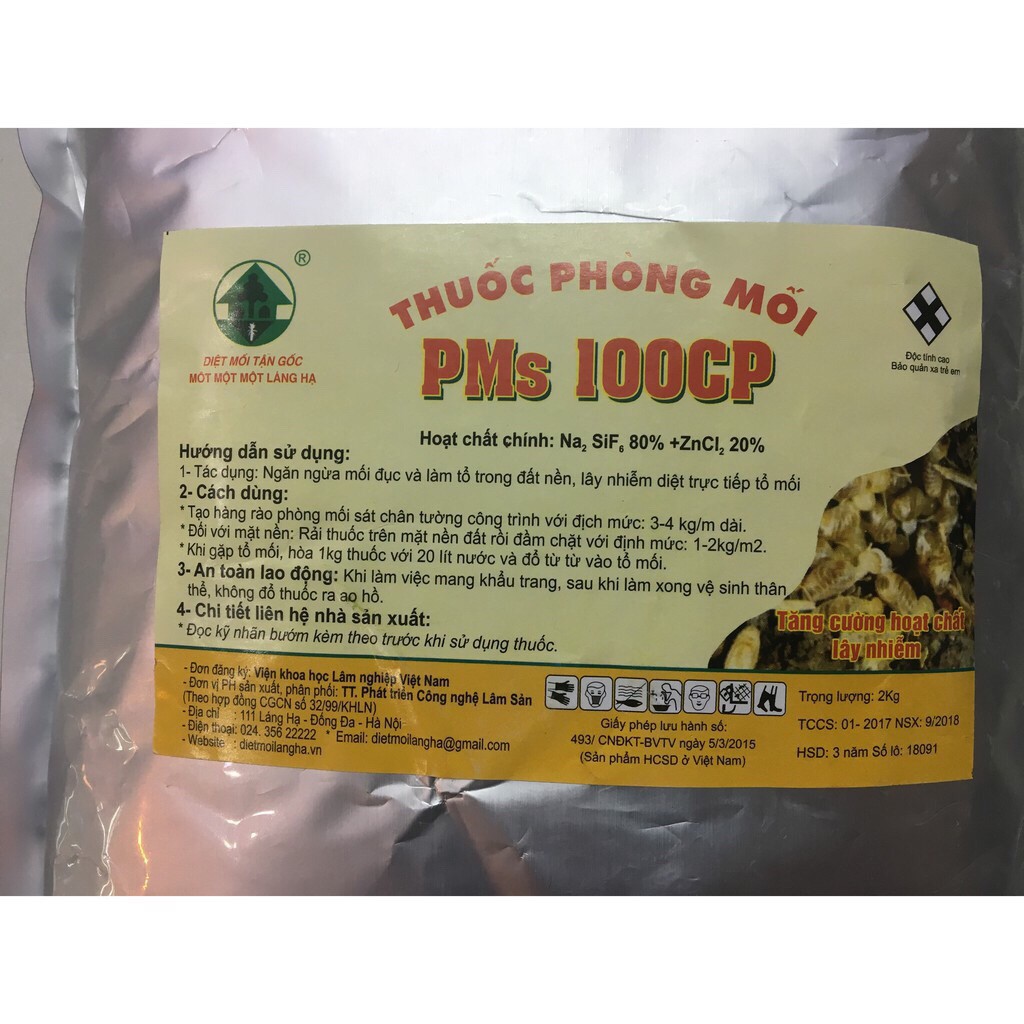 ®
DIỆT MỐI TẬN GỐC
MÔT MỘT MỘT LÁNG HẠ
THUỐC PHÒNG MỐI
PMs 100CP
Độc tính cao
Bảo quản xa trẻ em
Hoạt chất chính: Na₂ SiF₆ 80% +ZnCl₂ 20%
Hướng dẫn sử dụng:
1- Tác dụng: Ngăn ngừa mối đục và làm tổ trong đất nền, lây nhiễm diệt trực tiếp tổ mối
2- Cách dùng:
* Tạo hàng rào phòng mối sát chân tường công trình với địch mức: 3-4 kg/m dài.
* Đối với mặt nền: Rải thuốc trên mặt nền đất rồi đầm chặt với định mức: 1-2kg/m2.
* Khi gặp tổ mối, hòa 1kg thuốc với 20 lít nước và đổ từ từ vào tổ mối.
3- An toàn lao động: Khi làm việc mang khẩu trang, sau khi làm xong vệ sinh thân
thể, không đổ thuốc ra ao hồ.
4- Chi tiết liên hệ nhà sản xuất:
* Đọc kỹ nhãn bướm kèm theo trước khi sử dụng thuốc.
Tăng cường hoạt chất
lây nhiễm
- Đơn đăng ký: Viện khoa học Lâm nghiệp Việt Nam
- Đơn vị PH sản xuất, phân phối: TT. Phát triển Công nghệ Lâm Sản
(Theo hợp đồng CGCN số 32/99/KHLN)
- Địa chỉ : 111 Láng Hạ - Đống Đa - Hà Nội
- Điện thoại: 024. 356 22222 * Email: dietmoilangha@gmail.com
- Website : dietmoilangha.vn
Giấy phép lưu hành số:
493/ CNĐKT-BVTV ngày 5/3/2015
(Sản phẩm HCSD ở Việt Nam)
Trọng lượng: 2Kg
TCCS: 01- 2017 NSX: 9/2018
HSD: 3 năm Số lô: 18091